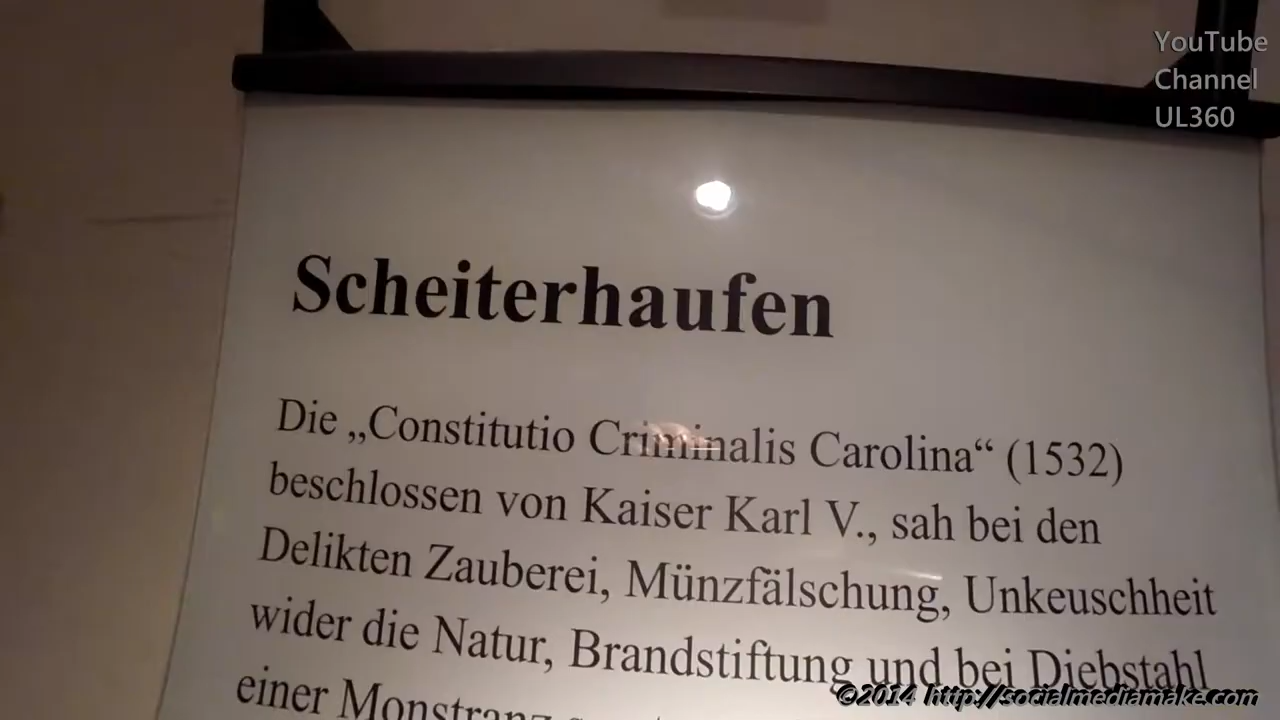 YouTube
Channel
UL360
Scheiterhaufen
Die „Constitutio Criminalis Carolina“ (1532)
beschlossen von Kaiser Karl V., sah bei den
Delikten Zauberei, Münzfälschung, Unkeuschheit
wider die Natur, Brandstiftung und bei Diebstahl
einer Monstranz
©2014 http://socialmediamake.com